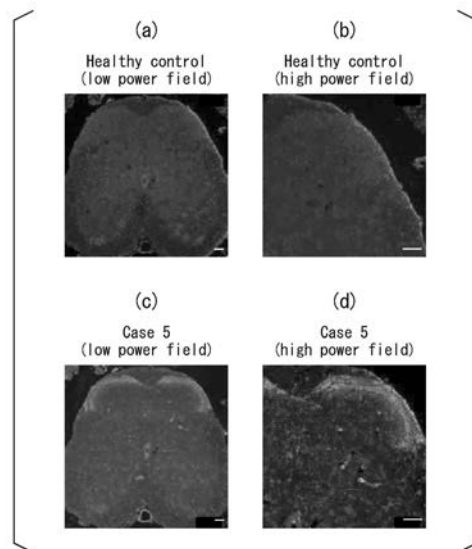 (a)
Healthy control
(low power field)
(b)
Healthy control
(high power field)
(c)
Case 5
(low power field)
(d)
Case 5
(high power field)